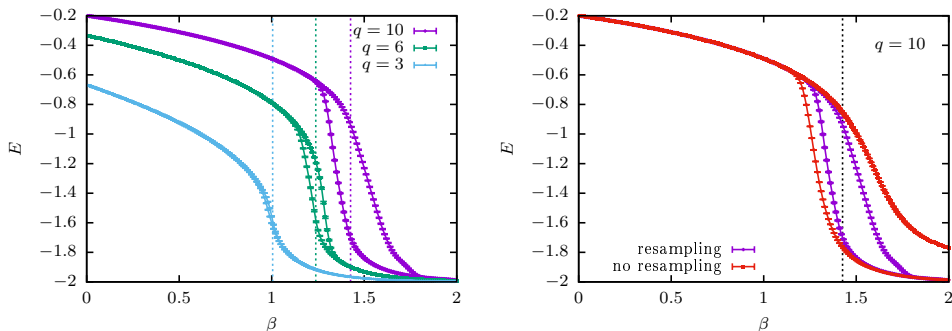 −0.2
−0.4
−0.6
−0.8
−1
−1.2
−1.4
−1.6
−1.8
−2
E
0 0.5 1 1.5 2
β
q = 10
q = 6
q = 3
−0.2
−0.4
−0.6
−0.8
−1
−1.2
−1.4
−1.6
−1.8
−2
E
0 0.5 1 1.5 2
β
q = 10
resampling
no resampling